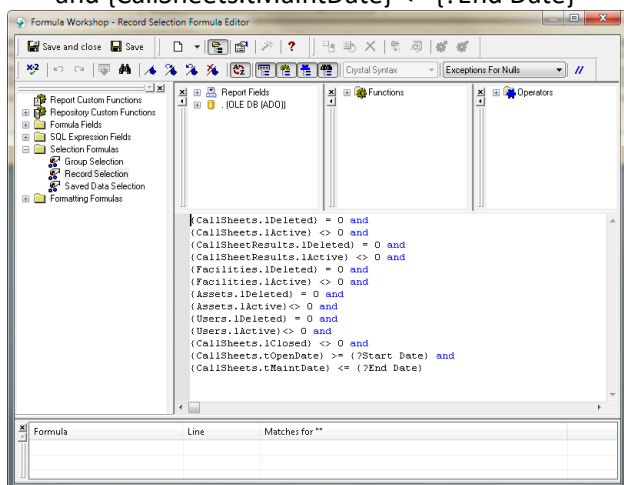 and {CallSheets.tMaintDate} <= {?End Date}
Formula Workshop - Record Selection Formula Editor
Save and close Save
Crystal Syntax Exceptions For Nulls //
Report Custom Functions
Repository Custom Functions
Formula Fields
SQL Expression Fields
Selection Formulas
Group Selection
Record Selection
Saved Data Selection
Formatting Formulas
Report Fields
. (OLE DB (ADO))
Functions
Operators
{CallSheets.lDeleted} = 0 and
{CallSheets.lActive} <> 0 and
{CallSheetResults.lDeleted} = 0 and
{CallSheetResults.lActive} <> 0 and
{Facilities.lDeleted} = 0 and
{Facilities.lActive} <> 0 and
{Assets.lDeleted} = 0 and
{Assets.lActive}<> 0 and
{Users.lDeleted} = 0 and
{Users.lActive}<> 0 and
{CallSheets.lClosed} <> 0 and
{CallSheets.tOpenDate} >= {?Start Date} and
{CallSheets.tMaintDate} <= {?End Date}
Formula Line Matches for ""